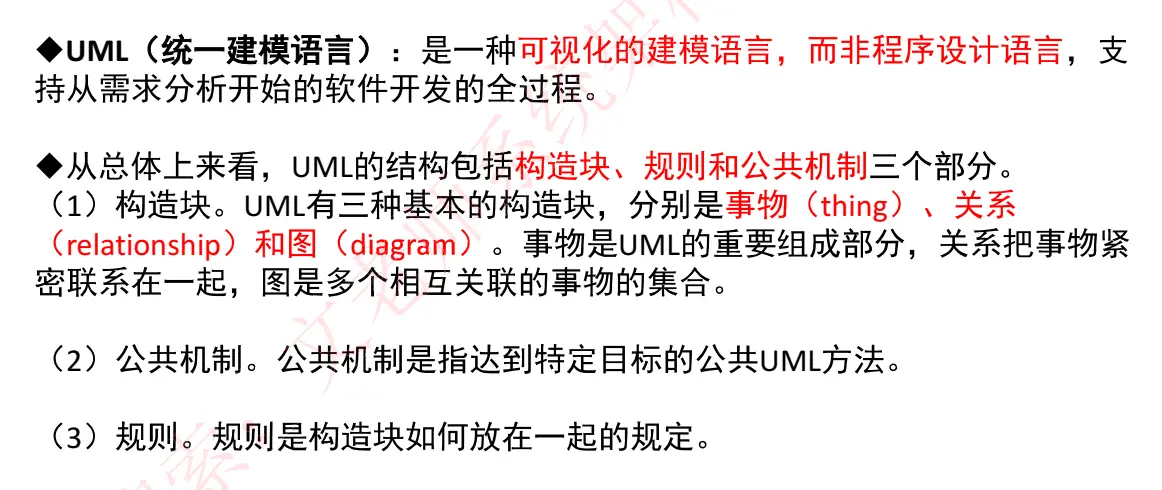 ◆UML（统一建模语言）：是一种可视化的建模语言，而非程序设计语言，支
持从需求分析开始的软件开发的全过程。
◆从总体上来看，UML的结构包括构造块、规则和公共机制三个部分。
（1）构造块。UML有三种基本的构造块，分别是事物（thing）、关系
（relationship）和图（diagram）。事物是UML的重要组成部分，关系把事物紧
密联系在一起，图是多个相互关联的事物的集合。
（2）公共机制。公共机制是指达到特定目标的公共UML方法。
（3）规则。规则是构造块如何放在一起的规定。
文老师系统架构
搜索